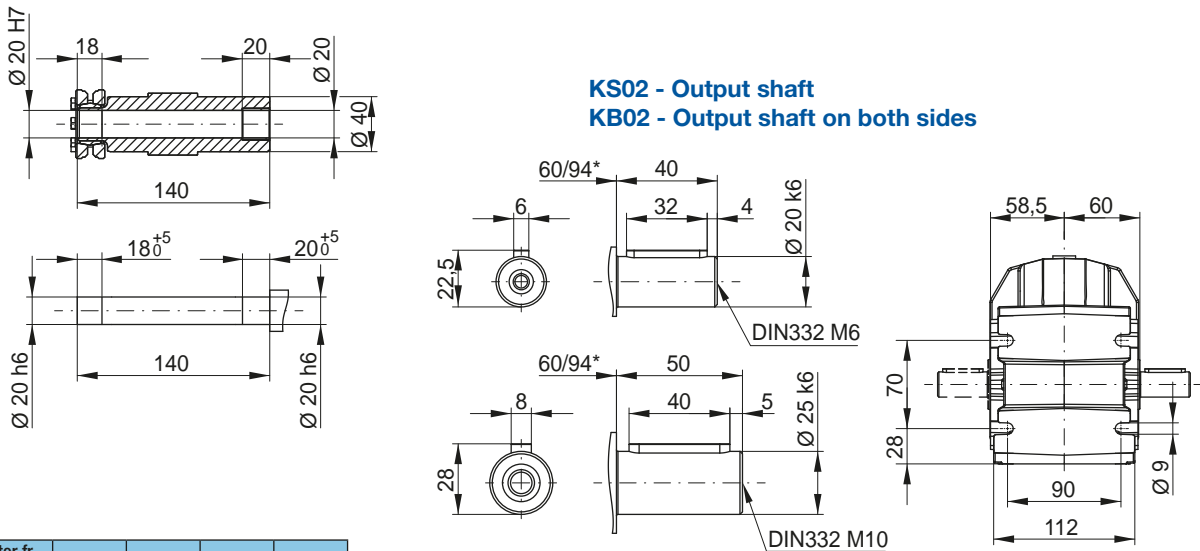 Ø 20 H7
18
20
Ø 20
Ø 40
140
18 +5 0
20 +5 0
Ø 20 h6
140
Ø 20 h6
KS02 - Output shaft
KB02 - Output shaft on both sides
60/94*
40
6
32
4
22,5
Ø 20 k6
DIN332 M6
60/94*
50
8
40
5
28
Ø 25 k6
DIN332 M10
58,5
60
70
28
Ø 9
90
112